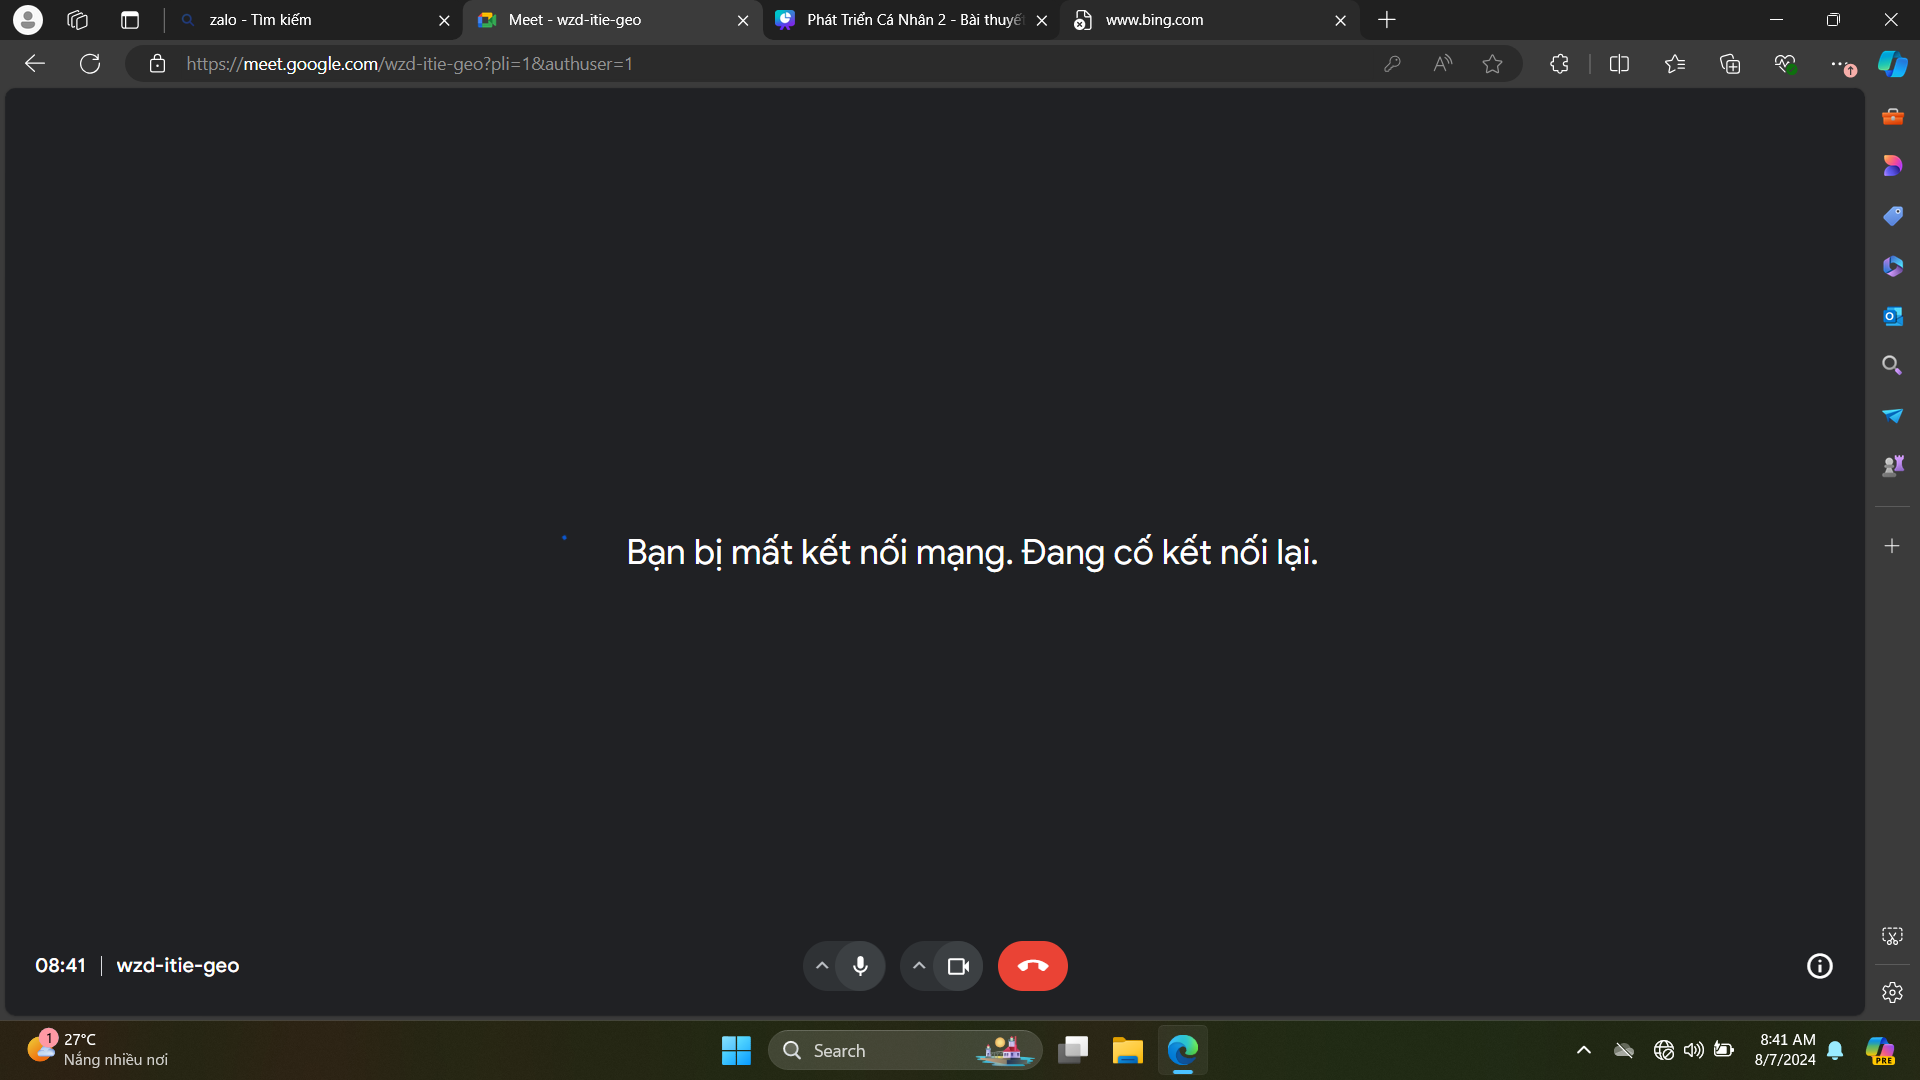 zalo - Tìm kiếm
Meet - wzd-itie-geo
Phát Triển Cá Nhân 2 - Bài thuyết
www.bing.com
https://meet.google.com/wzd-itie-geo?pli=1&authuser=1
Bạn bị mất kết nối mạng. Đang cố kết nối lại.
08:41
wzd-itie-geo
1
27°C
Nắng nhiều nơi
Search
8:41 AM
8/7/2024
PRE